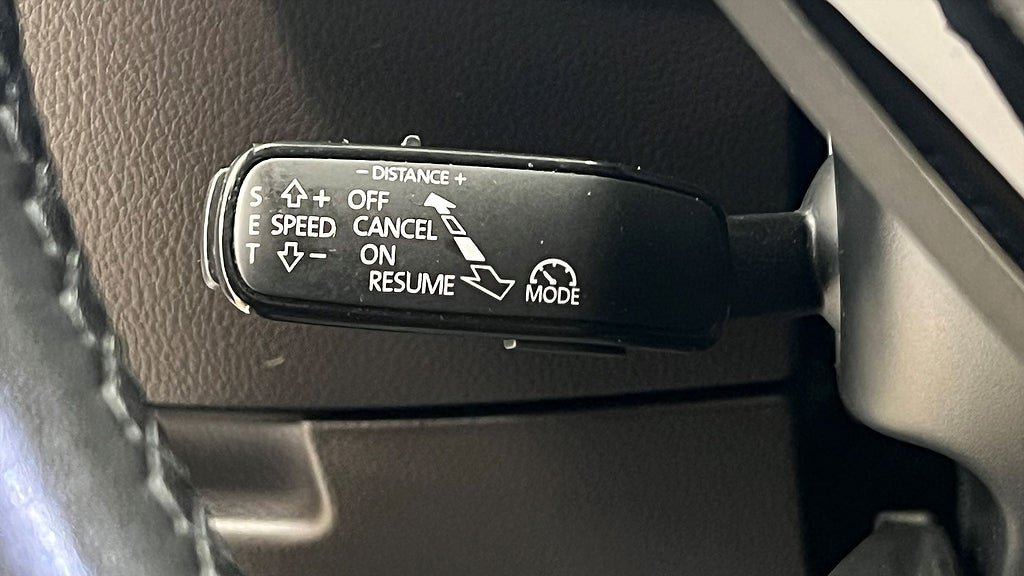 - DISTANCE +
S + OFF
E SPEED CANCEL
T - ON
RESUME
MODE